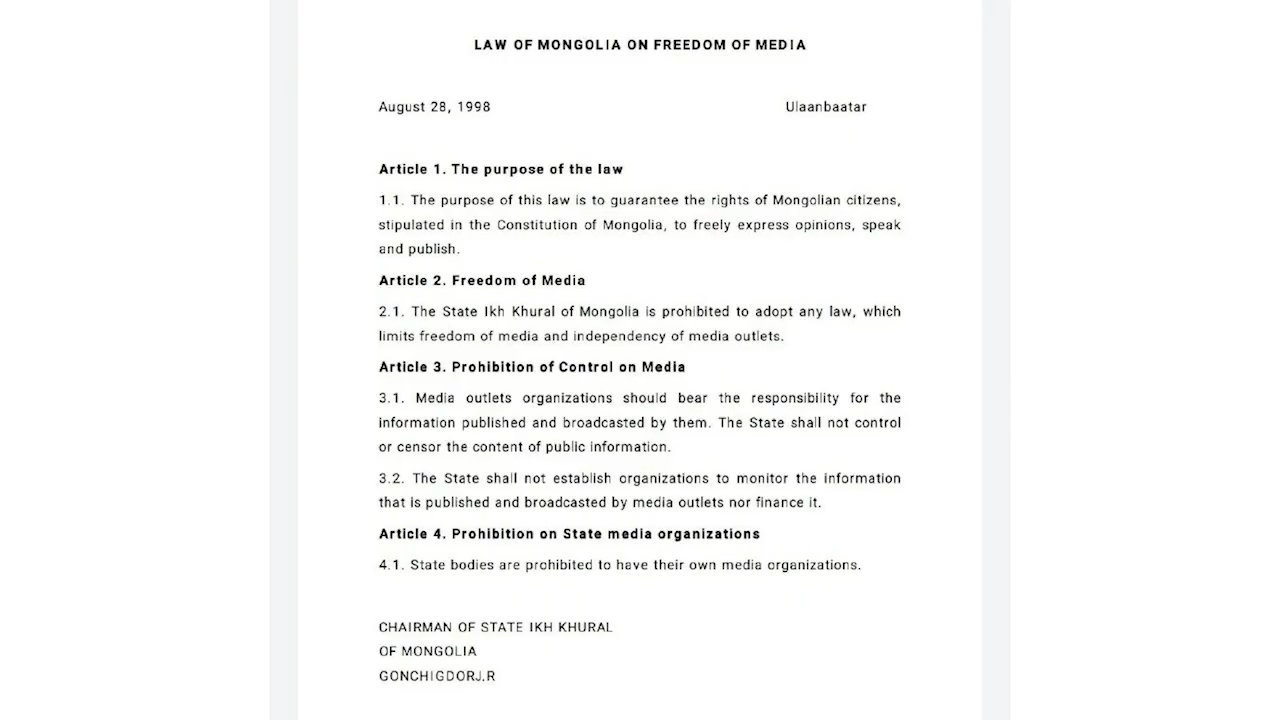 LAW OF MONGOLIA ON FREEDOM OF MEDIA
August 28, 1998 Ulaanbaatar
Article 1. The purpose of the law
1.1. The purpose of this law is to guarantee the rights of Mongolian citizens,
stipulated in the Constitution of Mongolia, to freely express opinions, speak
and publish.
Article 2. Freedom of Media
2.1. The State Ikh Khural of Mongolia is prohibited to adopt any law, which
limits freedom of media and independency of media outlets.
Article 3. Prohibition of Control on Media
3.1. Media outlets organizations should bear the responsibility for the
information published and broadcasted by them. The State shall not control
or censor the content of public information.
3.2. The State shall not establish organizations to monitor the information
that is published and broadcasted by media outlets nor finance it.
Article 4. Prohibition on State media organizations
4.1. State bodies are prohibited to have their own media organizations.
CHAIRMAN OF STATE IKH KHURAL
OF MONGOLIA
GONCHIGDORJ.R